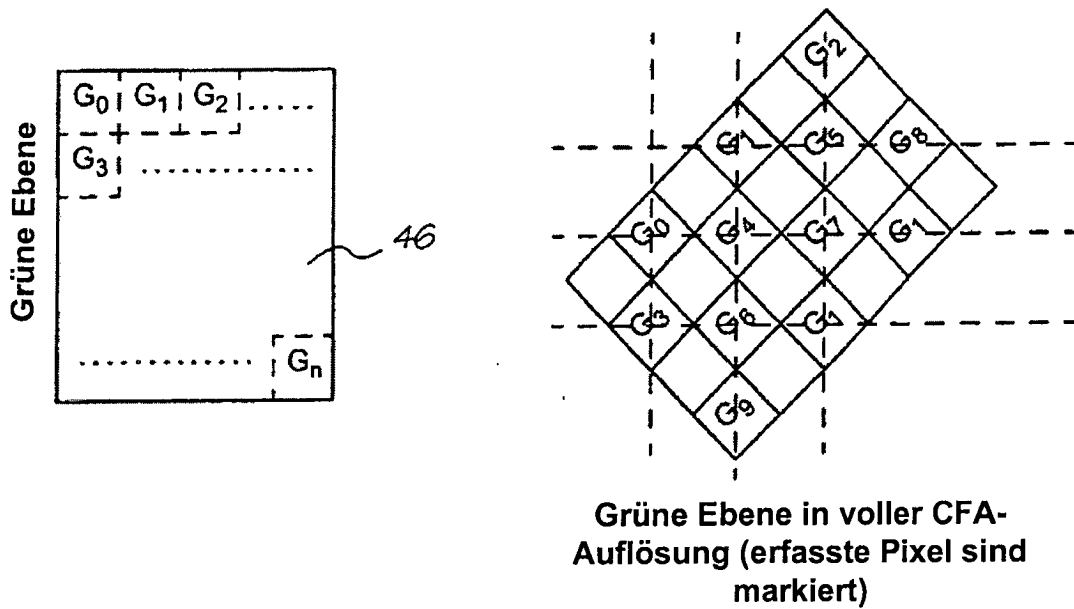 Grüne Ebene
G0 G1 G2
G3
Gn
46
G2
G1 G5 G8
G0 G4 G7 G1
G3 G6 G1
G9
Grüne Ebene in voller CFA-
Auflösung (erfasste Pixel sind
markiert)